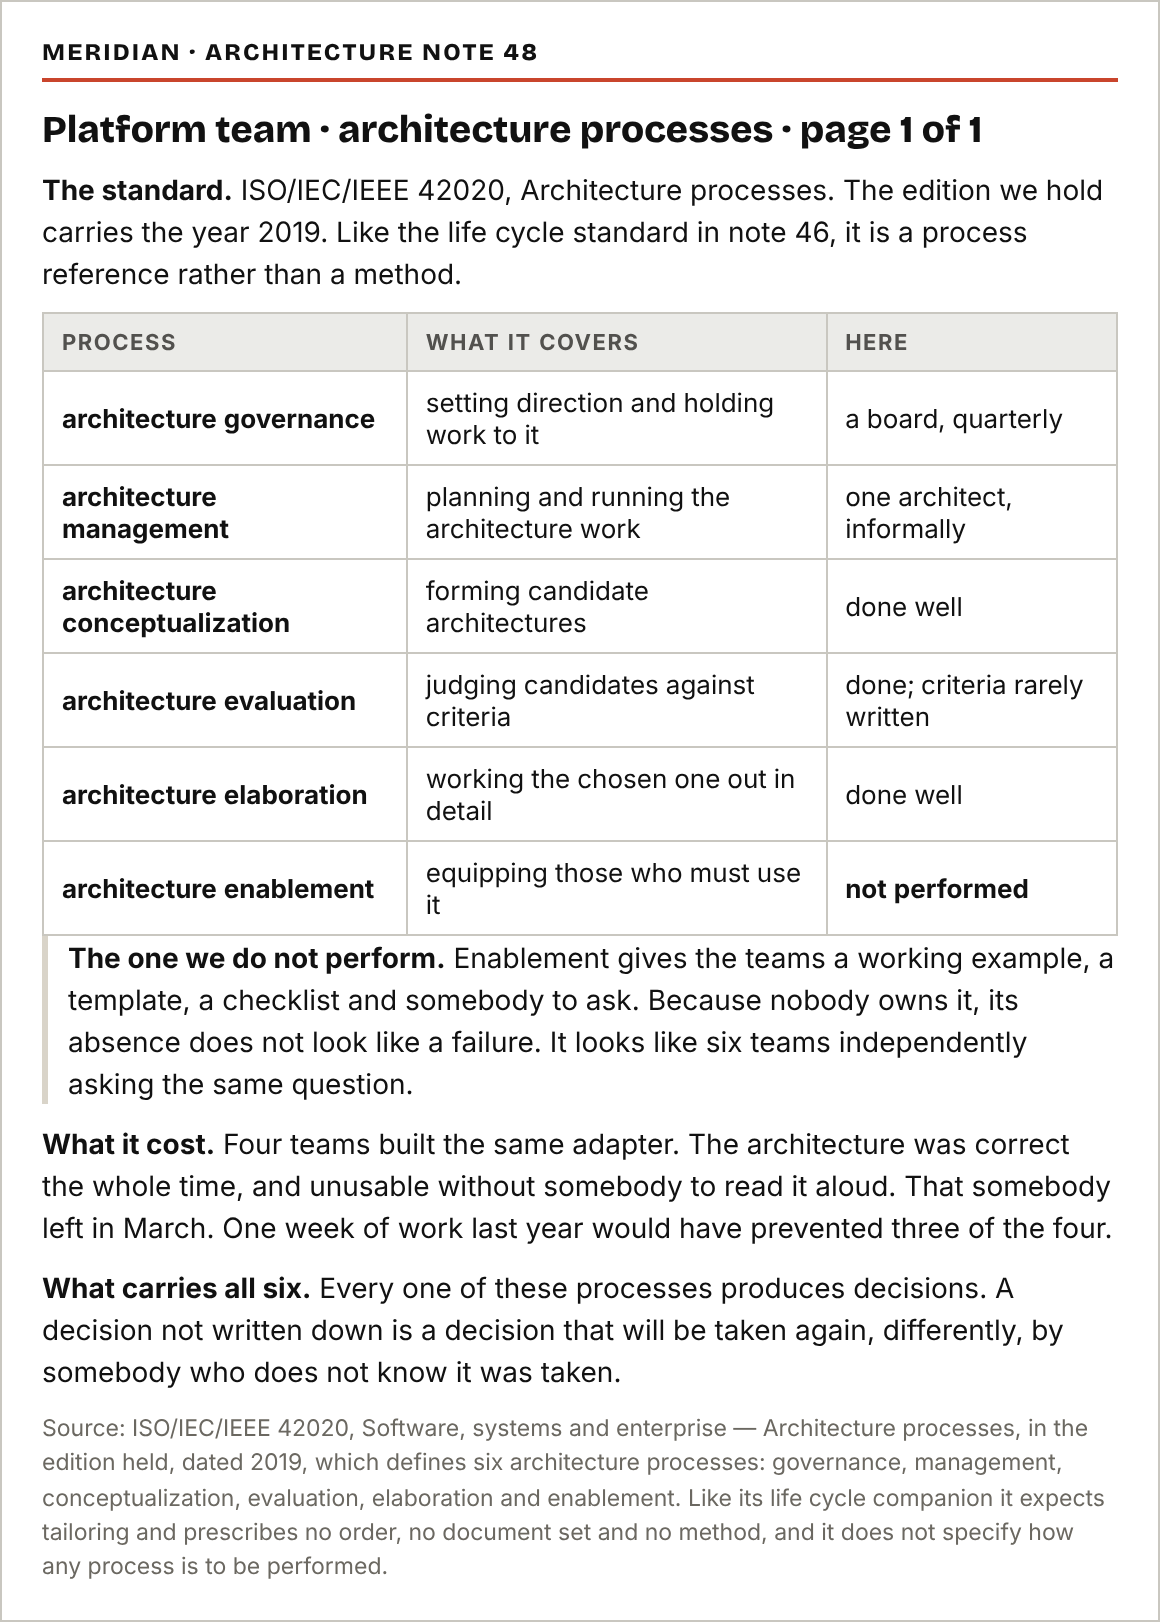 MERIDIAN · ARCHITECTURE NOTE 48
Platform team · architecture processes · page 1 of 1
The standard. ISO/IEC/IEEE 42020, Architecture processes. The edition we hold
carries the year 2019. Like the life cycle standard in note 46, it is a process
reference rather than a method.
PROCESS
WHAT IT COVERS
HERE
architecture governance
setting direction and holding
work to it
a board, quarterly
architecture
management
planning and running the
architecture work
one architect,
informally
architecture
conceptualization
forming candidate
architectures
done well
architecture evaluation
judging candidates against
criteria
done; criteria rarely
written
architecture elaboration
working the chosen one out in
detail
done well
architecture enablement
equipping those who must use
it
not performed
The one we do not perform. Enablement gives the teams a working example, a
template, a checklist and somebody to ask. Because nobody owns it, its
absence does not look like a failure. It looks like six teams independently
asking the same question.
What it cost. Four teams built the same adapter. The architecture was correct
the whole time, and unusable without somebody to read it aloud. That somebody
left in March. One week of work last year would have prevented three of the four.
What carries all six. Every one of these processes produces decisions. A
decision not written down is a decision that will be taken again, differently, by
somebody who does not know it was taken.
Source: ISO/IEC/IEEE 42020, Software, systems and enterprise — Architecture processes, in the
edition held, dated 2019, which defines six architecture processes: governance, management,
conceptualization, evaluation, elaboration and enablement. Like its life cycle companion it expects
tailoring and prescribes no order, no document set and no method, and it does not specify how
any process is to be performed.